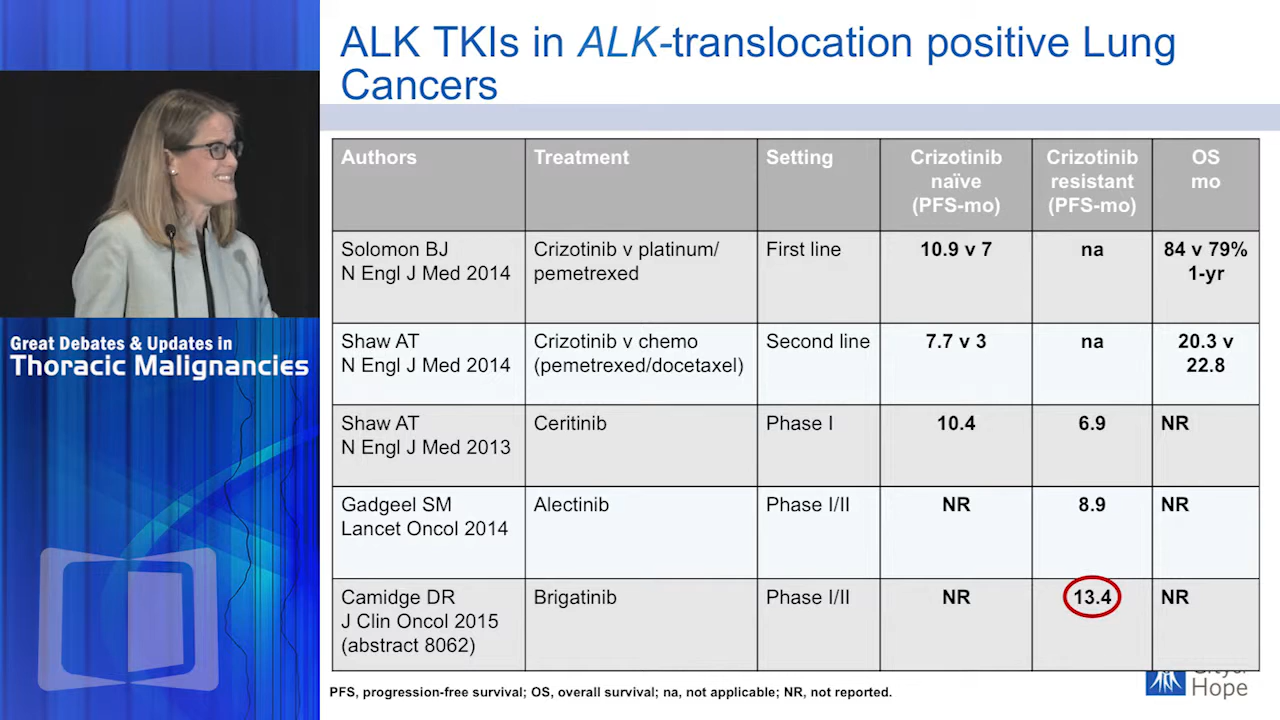 ALK TKIs in ALK-translocation positive Lung
Cancers
Great Debates & Updates in
Thoracic Malignancies
Authors
Treatment
Setting
Crizotinib
naïve
(PFS-mo)
Crizotinib
resistant
(PFS-mo)
OS
mo
Solomon BJ
N Engl J Med 2014
Crizotinib v platinum/
pemetrexed
First line
10.9 v 7
na
84 v 79%
1-yr
Shaw AT
N Engl J Med 2014
Crizotinib v chemo
(pemetrexed/docetaxel)
Second line
7.7 v 3
na
20.3 v
22.8
Shaw AT
N Engl J Med 2013
Ceritinib
Phase I
10.4
6.9
NR
Gadgeel SM
Lancet Oncol 2014
Alectinib
Phase I/II
NR
8.9
NR
Camidge DR
J Clin Oncol 2015
(abstract 8062)
Brigatinib
Phase I/II
NR
13.4
NR
PFS, progression-free survival; OS, overall survival; na, not applicable; NR, not reported.
Hope